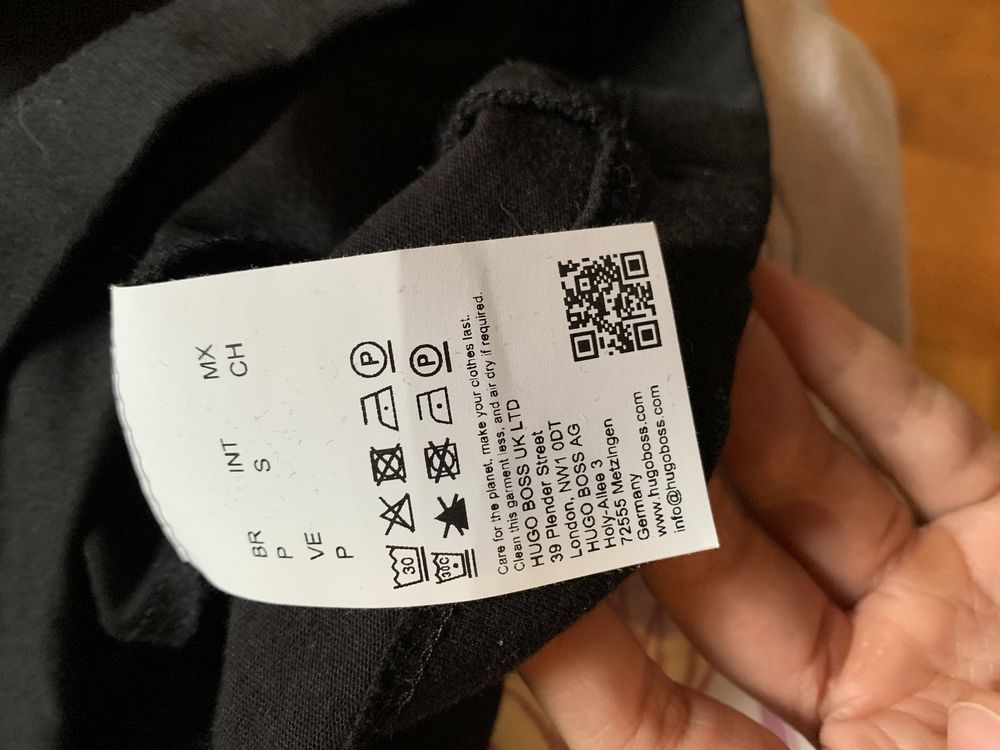 MX
CH
INT
S
BR
P
VE
P
30
P
30C
P
Care for the planet, make your clothes last.
Clean this garment less, and air dry if required.
HUGO BOSS UK LTD
39 Plender Street
London, NW1 0DT
HUGO BOSS AG
Holy-Allee 3
72555 Metzingen
Germany
www.hugoboss.com
info@hugoboss.com